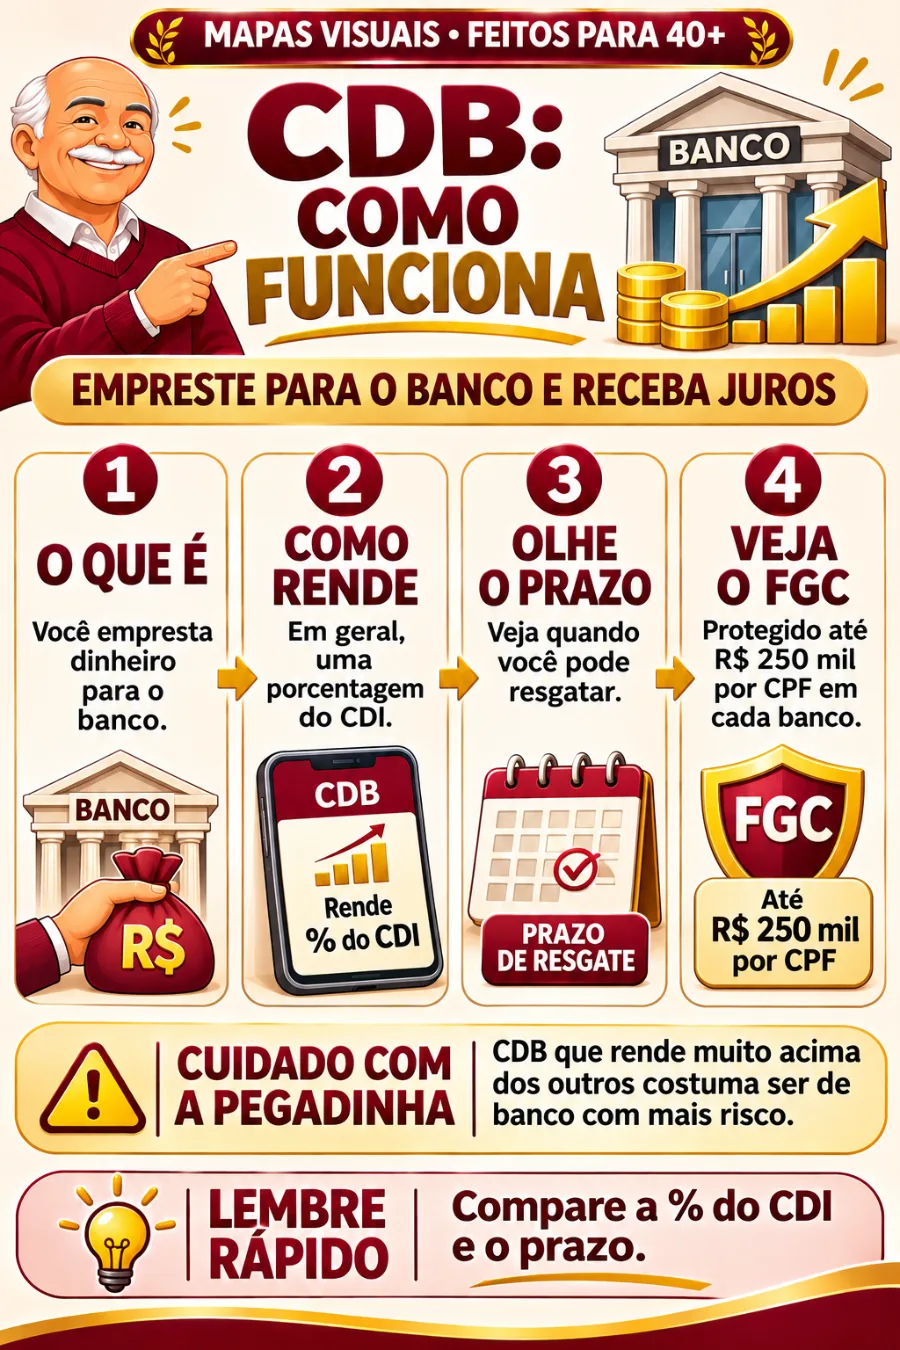 MAPAS VISUAIS • FEITOS PARA 40+
CDB:
COMO
FUNCIONA
BANCO
EMPRESTE PARA O BANCO E RECEBA JUROS
1
O QUE É
Você empresta
dinheiro
para o
banco.
BANCO
R$
2
COMO
RENDE
Em geral,
uma
porcentagem
do CDI.
CDB
Rende
% do CDI
3
OLHE
O PRAZO
Veja quando
você pode
resgatar.
PRAZO
DE RESGATE
4
VEJA
O FGC
Protegido até
R$ 250 mil
por CPF em
cada banco.
FGC
Até
R$ 250 mil
por CPF
CUIDADO COM
A PEGADINHA
CDB que rende muito acima
dos outros costuma ser de
banco com mais risco.
LEMBRE
RÁPIDO
Compare a % do CDI
e o prazo.